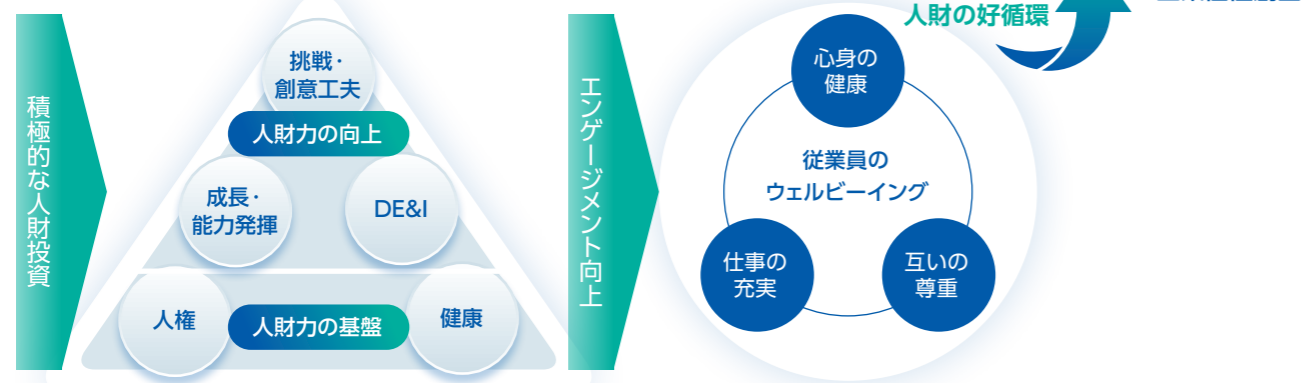 積極的な人財投資
挑戦・
創意工夫
人財力の向上
成長・
能力発揮
DE&I
人権
人財力の基盤
健康
エンゲージメント向上
人財の好循環
心身の
健康
従業員の
ウェルビーイング
仕事の
充実
互いの
尊重